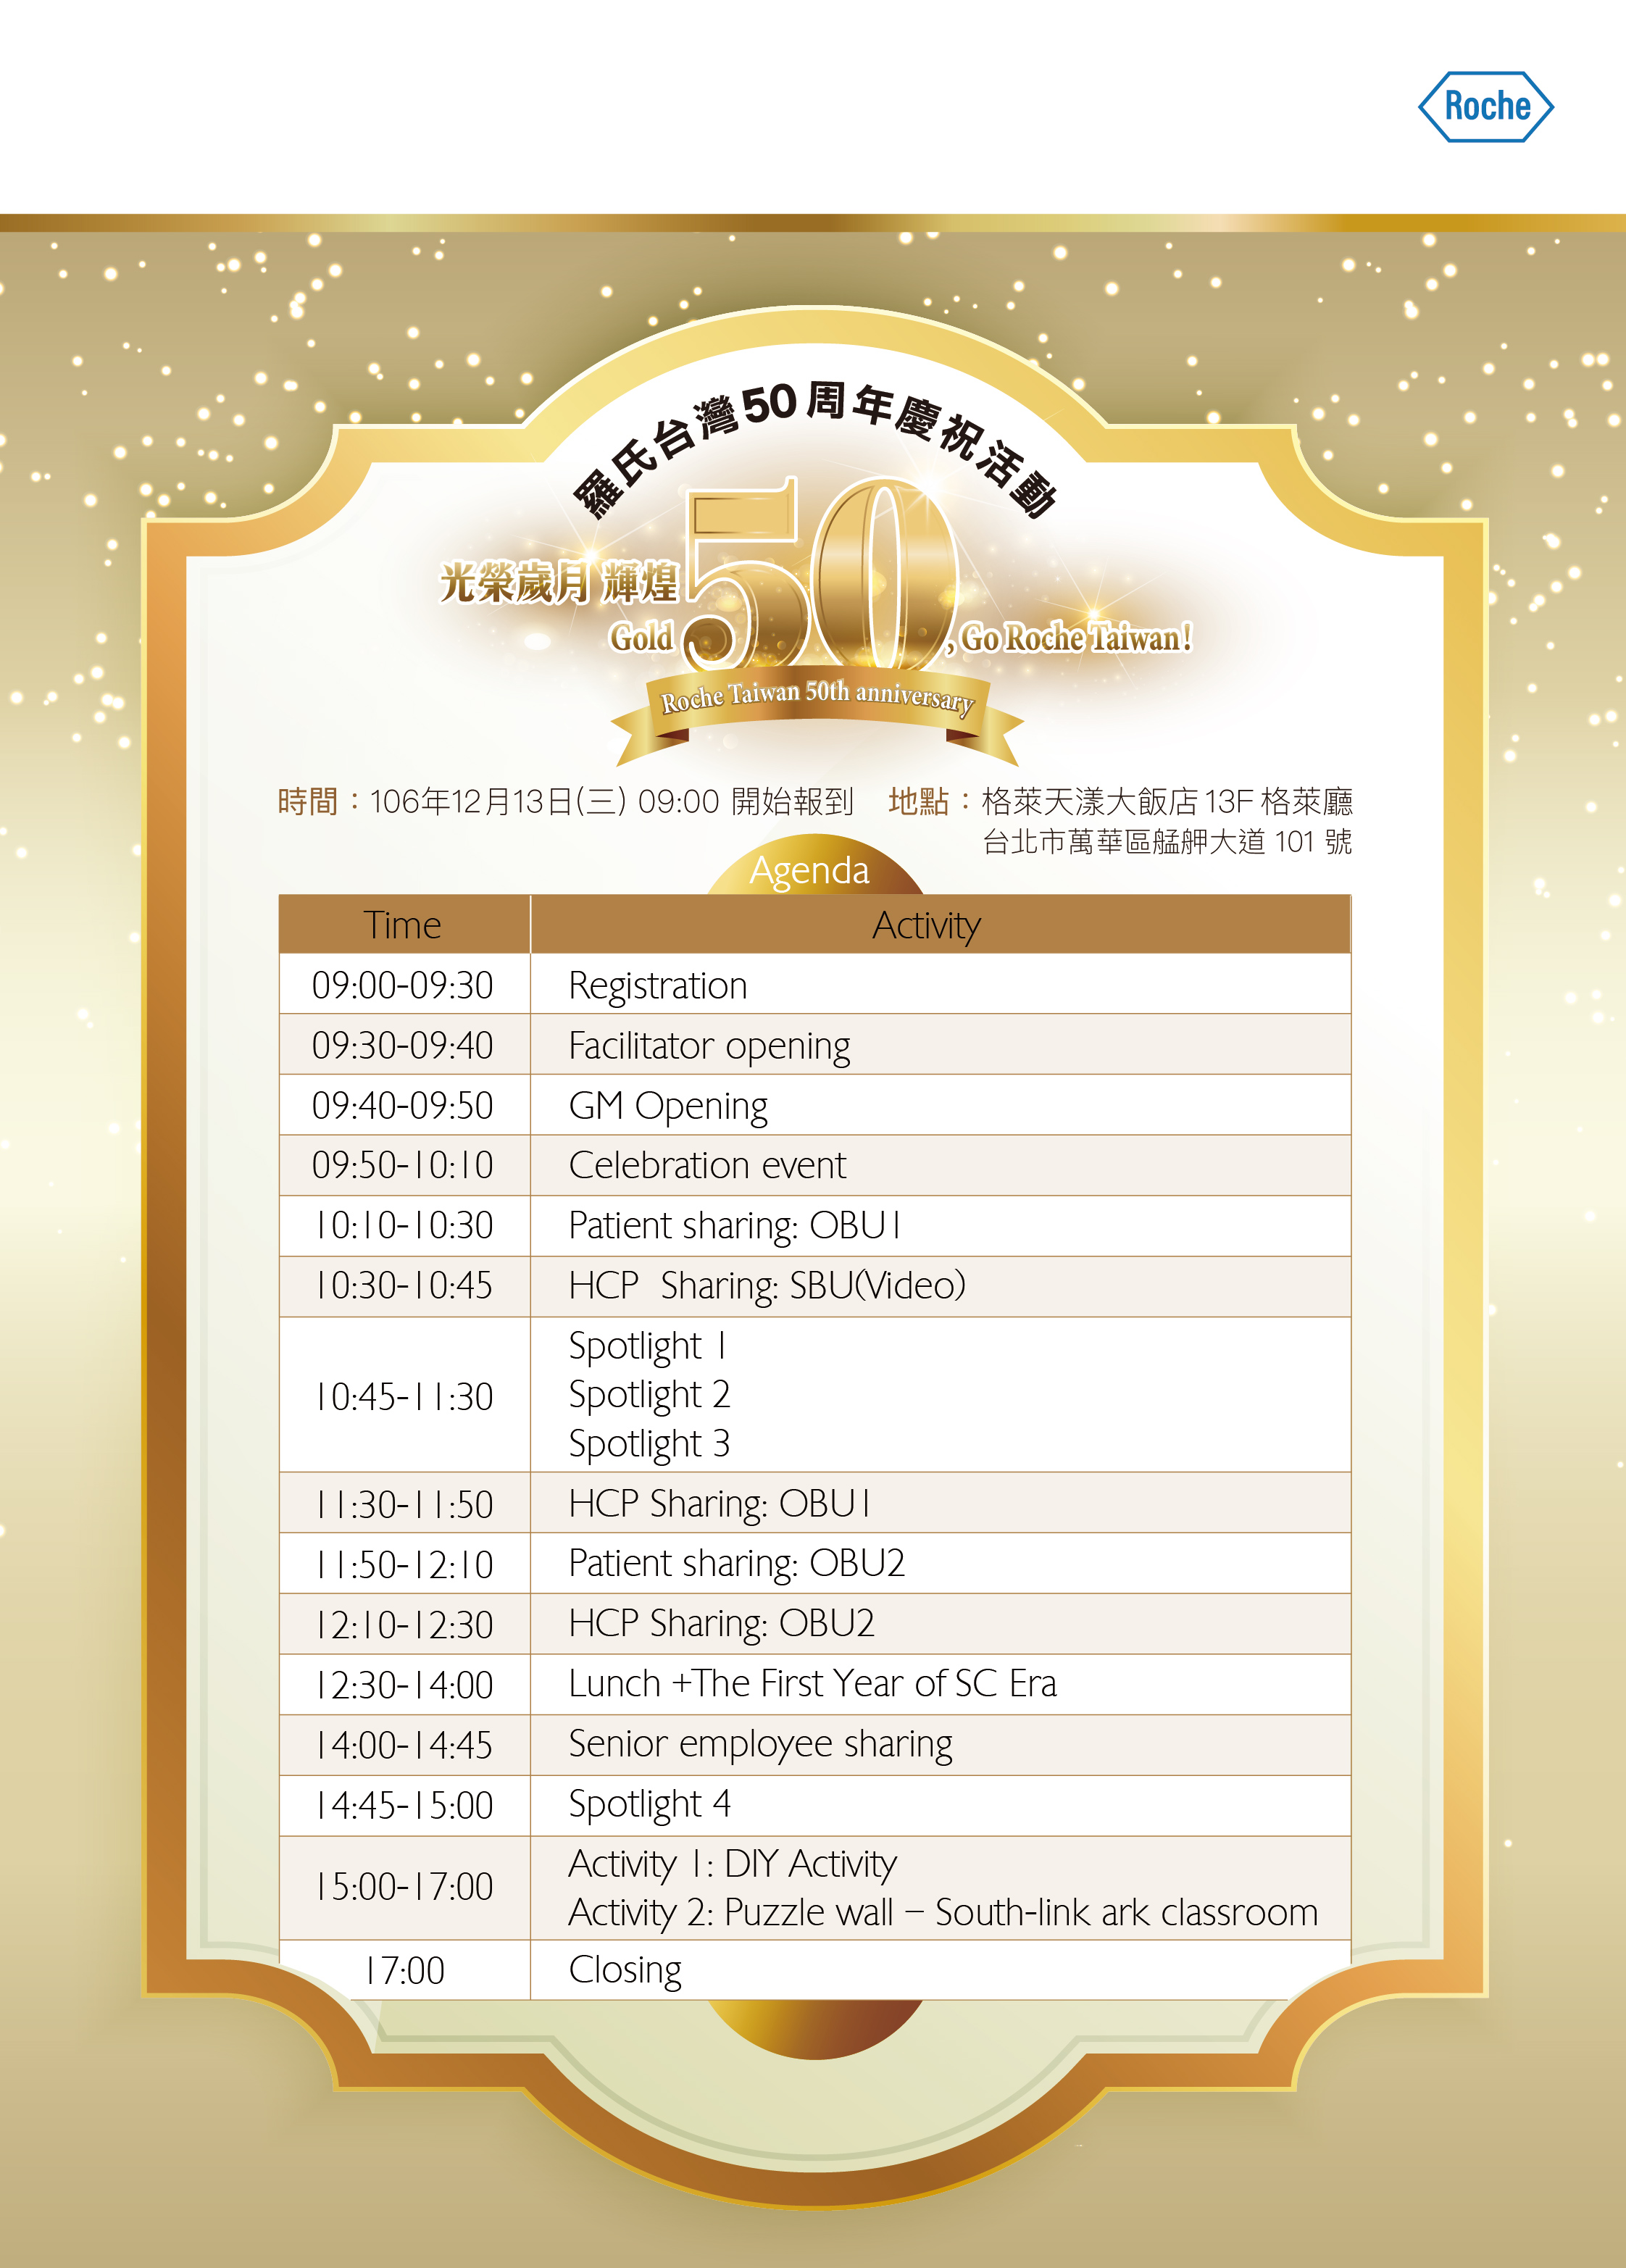 Roche
羅氏台灣50周年慶祝活動
光榮歲月 輝煌
50
Gold , Go Roche Taiwan!
Roche Taiwan 50th anniversary
時間：106年12月13日(三) 09:00 開始報到 地點：格萊天漾大飯店13F格萊廳
台北市萬華區艋舺大道 101 號
Agenda
Time Activity
09:00-09:30 Registration
09:30-09:40 Facilitator opening
09:40-09:50 GM Opening
09:50-10:10 Celebration event
10:10-10:30 Patient sharing: OBU1
10:30-10:45 HCP  Sharing: SBU(Video)
10:45-11:30 Spotlight 1
Spotlight 2
Spotlight 3
11:30-11:50 HCP Sharing: OBU1
11:50-12:10 Patient sharing: OBU2
12:10-12:30 HCP Sharing: OBU2
12:30-14:00 Lunch +The First Year of SC Era
14:00-14:45 Senior employee sharing
14:45-15:00 Spotlight 4
15:00-17:00 Activity 1: DIY Activity
Activity 2: Puzzle wall – South-link ark classroom
17:00 Closing